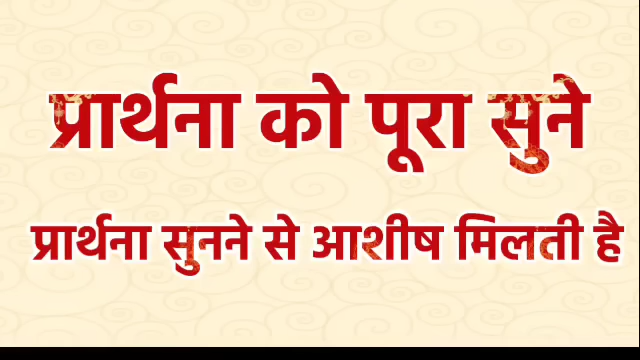 प्रार्थना को पूरा सुने
प्रार्थना सुनने से आशीष मिलती है